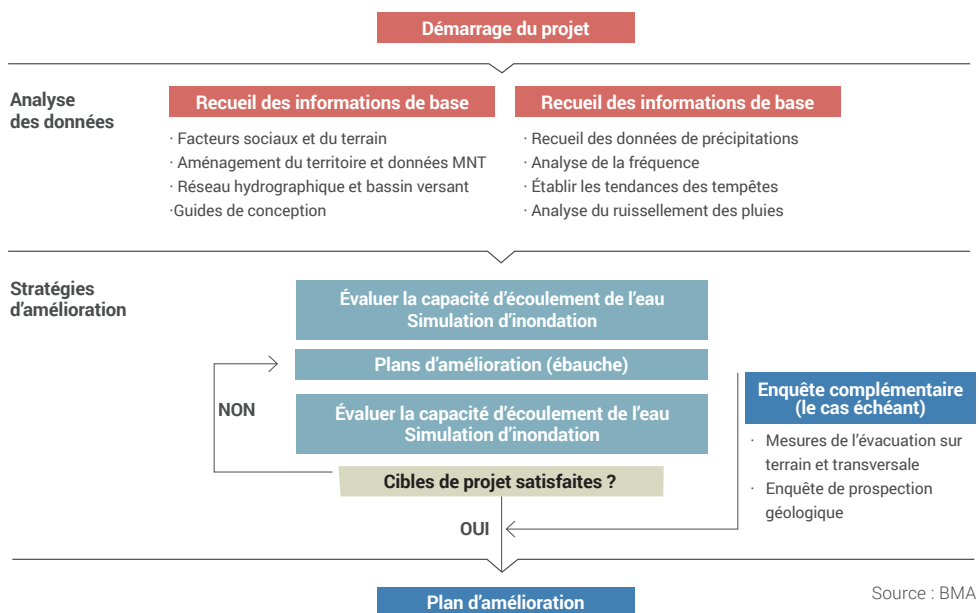 Démarrage du projet
Analyse
des données
Recueil des informations de base
· Facteurs sociaux et du terrain
· Aménagement du territoire et données MNT
· Réseau hydrographique et bassin versant
·Guides de conception
Recueil des informations de base
· Recueil des données de précipitations
· Analyse de la fréquence
· Établir les tendances des tempêtes
· Analyse du ruissellement des pluies
Stratégies
d’amélioration
Évaluer la capacité d’écoulement de l’eau
Simulation d’inondation
Plans d’amélioration (ébauche)
NON
Évaluer la capacité d’écoulement de l’eau
Simulation d’inondation
Cibles de projet satisfaites ?
OUI
Enquête complémentaire
(le cas échéant)
· Mesures de l’évacuation sur
terrain et transversale
· Enquête de prospection
géologique
Plan d’amélioration
Source : BMA